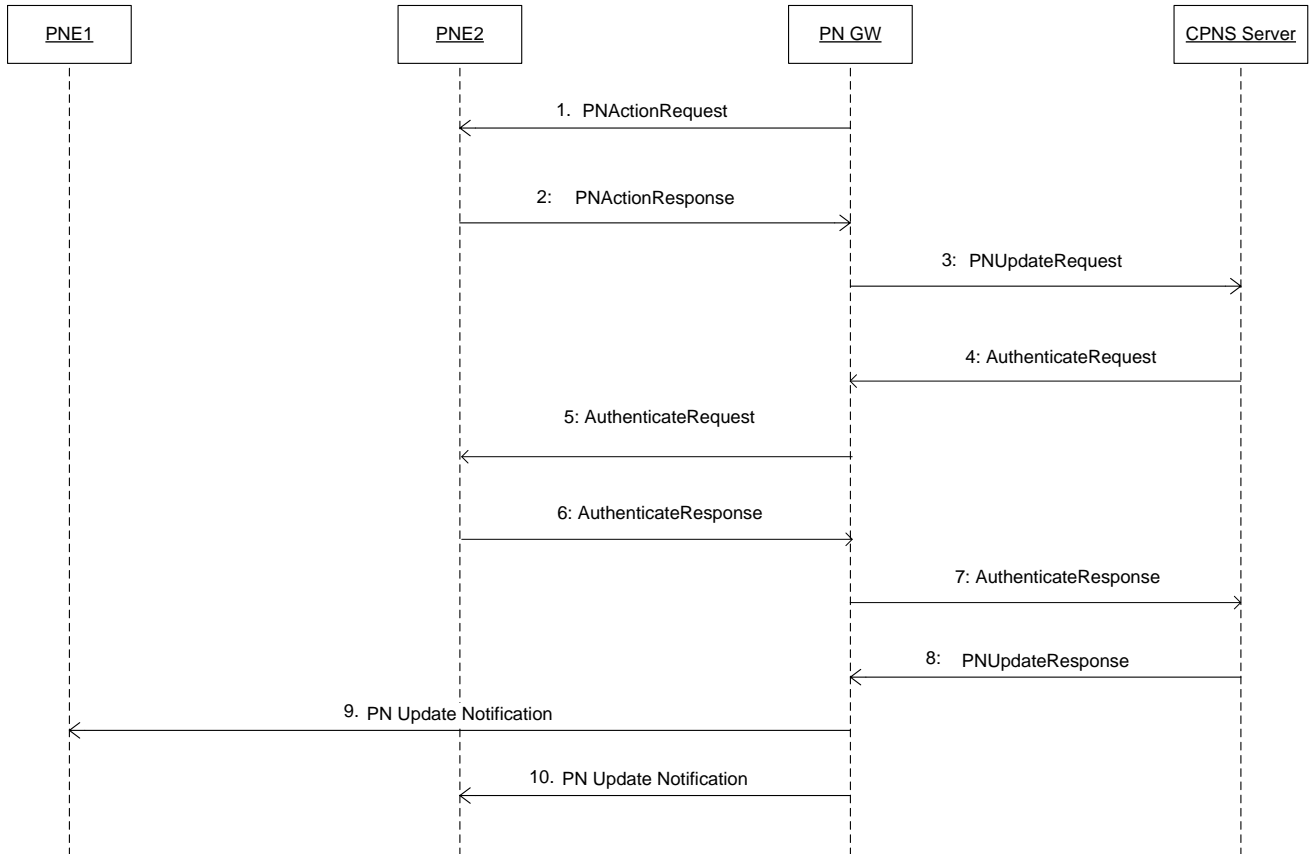 PNE1
PNE2
PN GW
CPNS Server
1. PNActionRequest
2: PNActionResponse
3: PNUpdateRequest
4: AuthenticateRequest
5: AuthenticateRequest
6: AuthenticateResponse
7: AuthenticateResponse
8: PNUpdateResponse
9. PN Update Notification
10. PN Update Notification